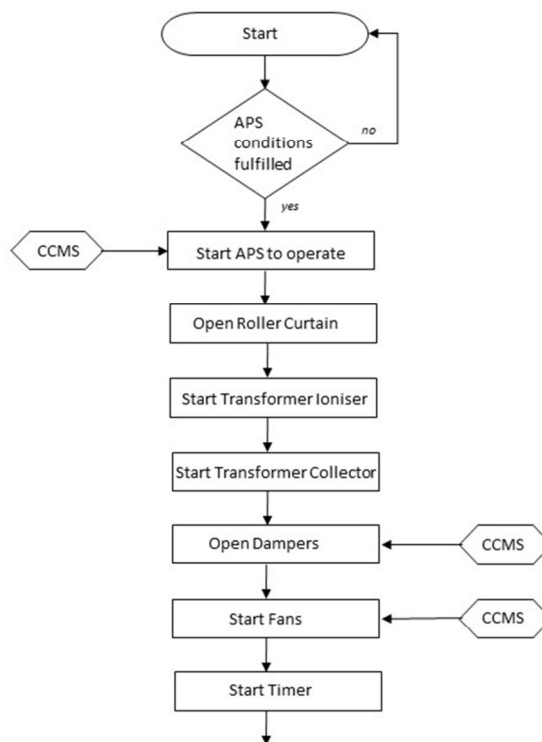 Start
APS
conditions
fulfilled
no
yes
CCMS
Start APS to operate
Open Roller Curtain
Start Transformer Ioniser
Start Transformer Collector
Open Dampers
CCMS
Start Fans
CCMS
Start Timer